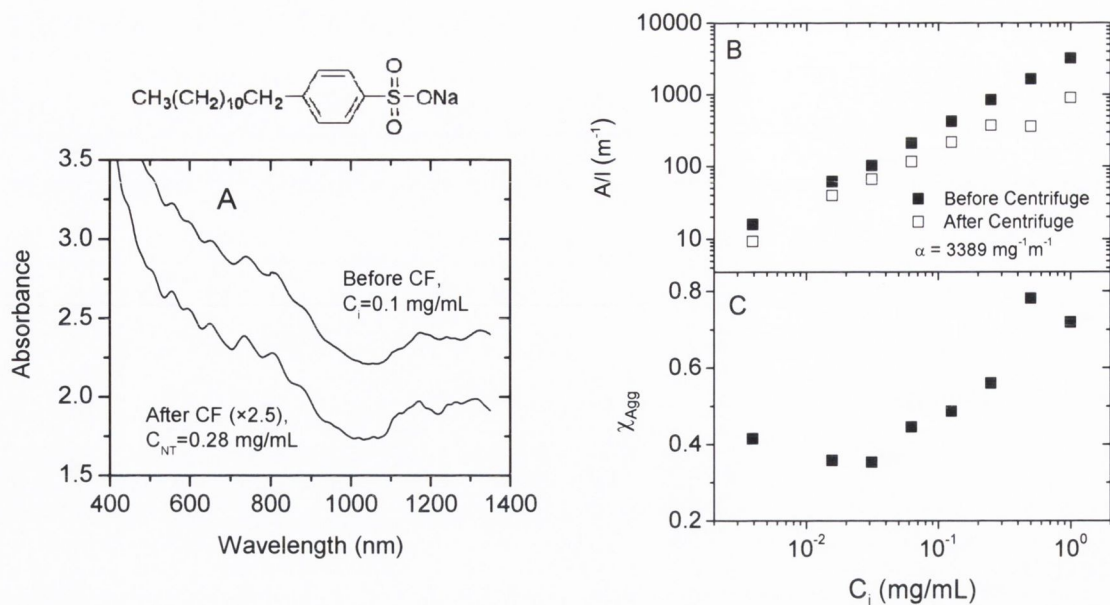 O
CH₃(CH₂)₁₀CH₂
S
ONa
O
3.5
3.0
2.5
2.0
1.5
A
Before CF,
Cᵢ=0.1 mg/mL
After CF (×2.5),
C_NT=0.28 mg/mL
400 600 800 1000 1200 1400
Absorbance
Wavelength (nm)
B
10000
1000
100
10
A/l (m⁻¹)
Before Centrifuge
After Centrifuge
α = 3389 mg⁻¹m⁻¹
C
0.8
0.6
0.4
0.2
χ_Agg
10⁻² 10⁻¹ 10⁰
Cᵢ (mg/mL)